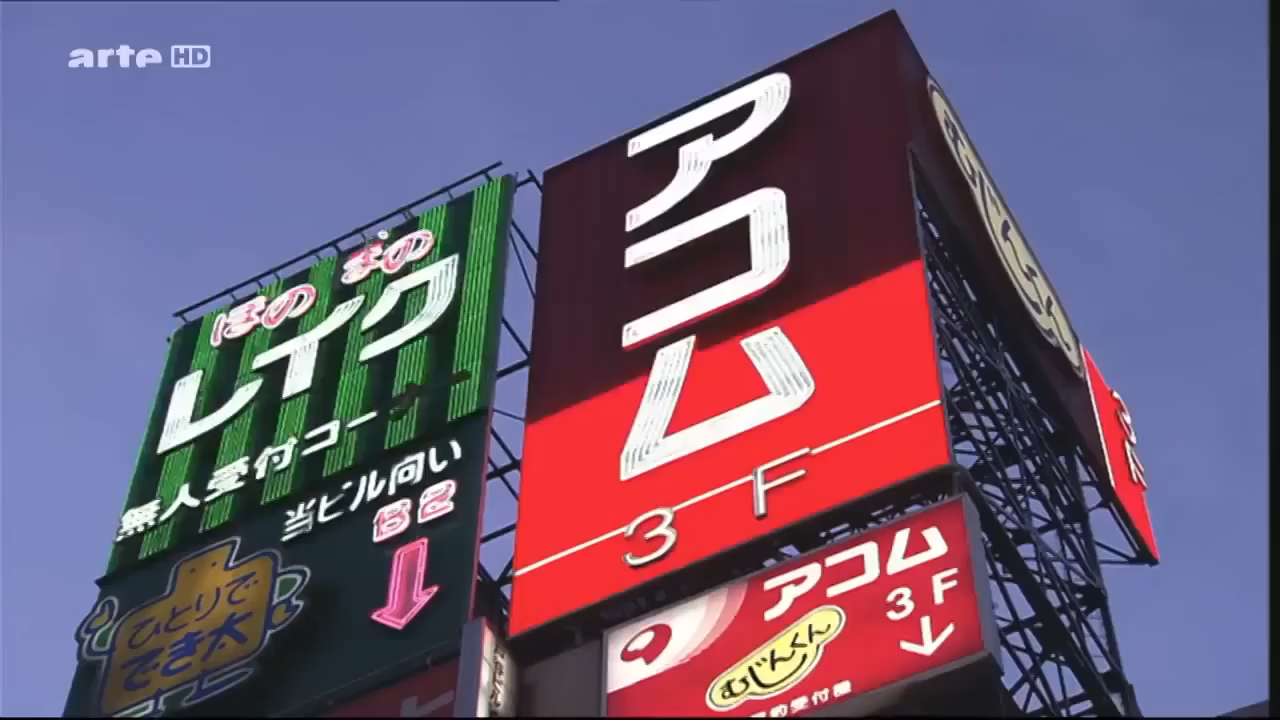 arte HD
ほのぼの
レイク
無人受付コーナー
当ビル向い
B2
ひとりで
でき太
アコム
3F
アコム
3F
むじんくん